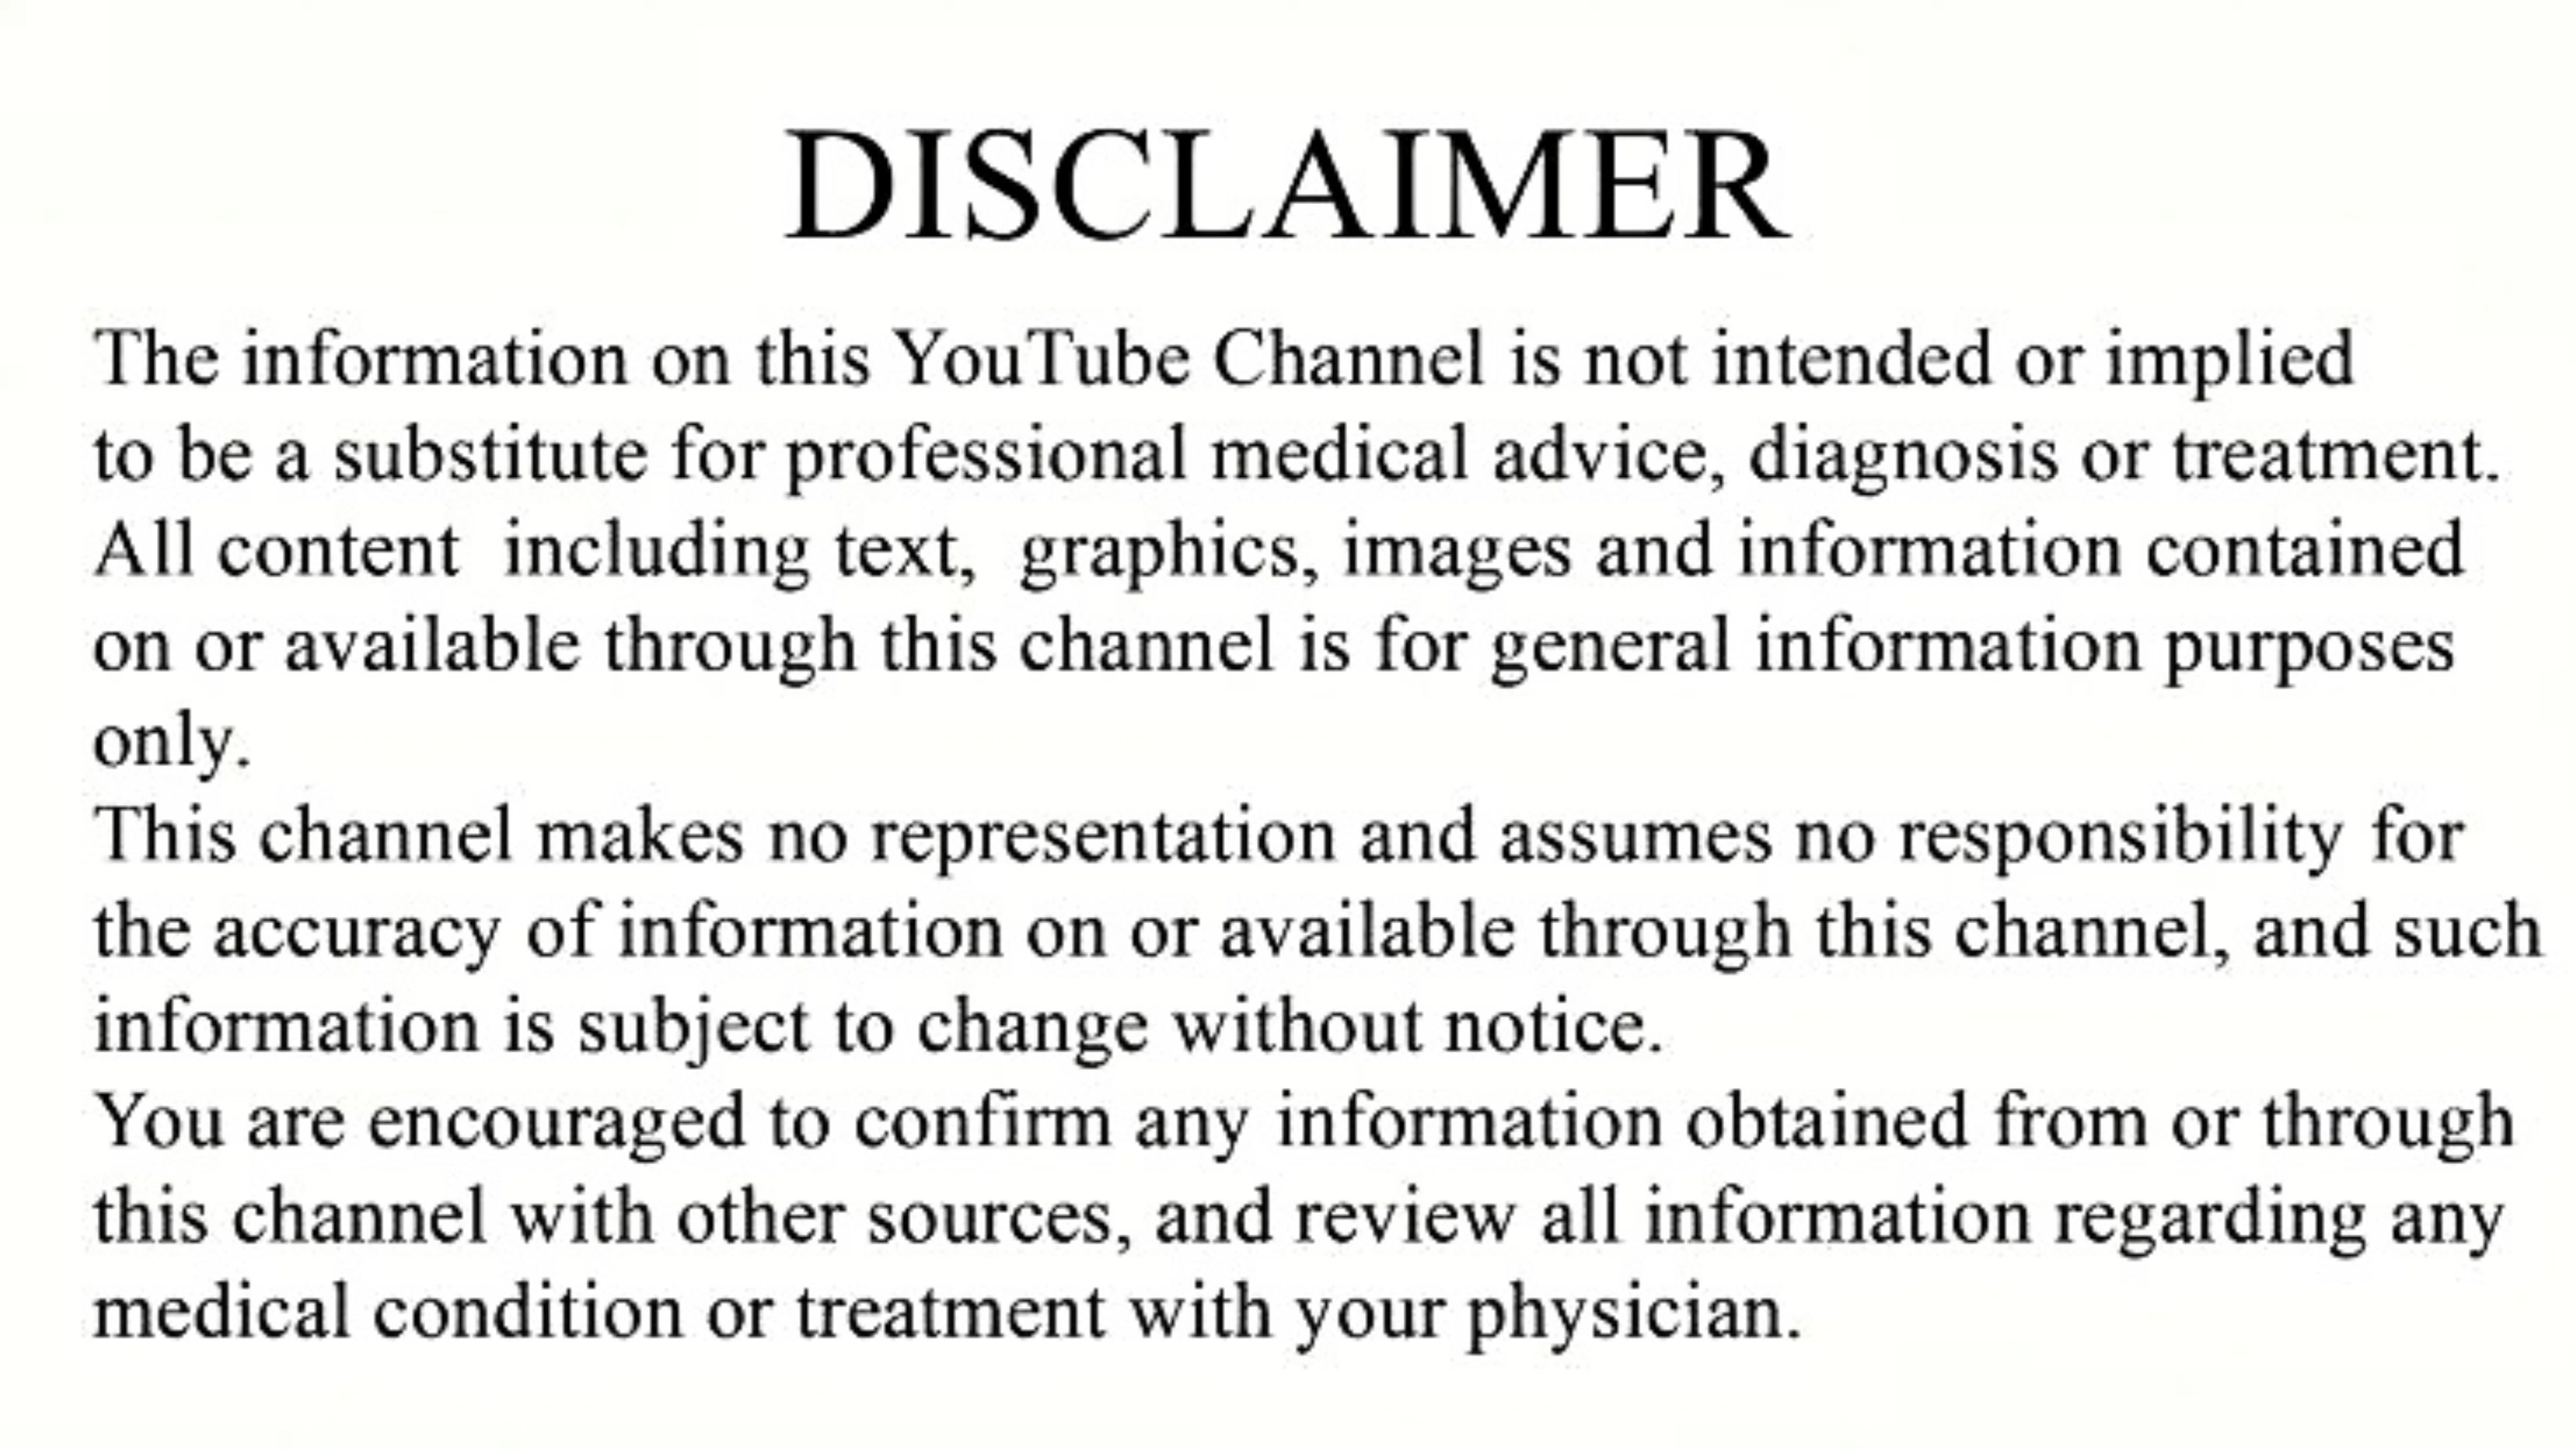 DISCLAIMER
The information on this YouTube Channel is not intended or implied
to be a substitute for professional medical advice, diagnosis or treatment.
All content  including text,  graphics, images and information contained
on or available through this channel is for general information purposes
only.
This channel makes no representation and assumes no responsibility for
the accuracy of information on or available through this channel, and such
information is subject to change without notice.
You are encouraged to confirm any information obtained from or through
this channel with other sources, and review all information regarding any
medical condition or treatment with your physician.